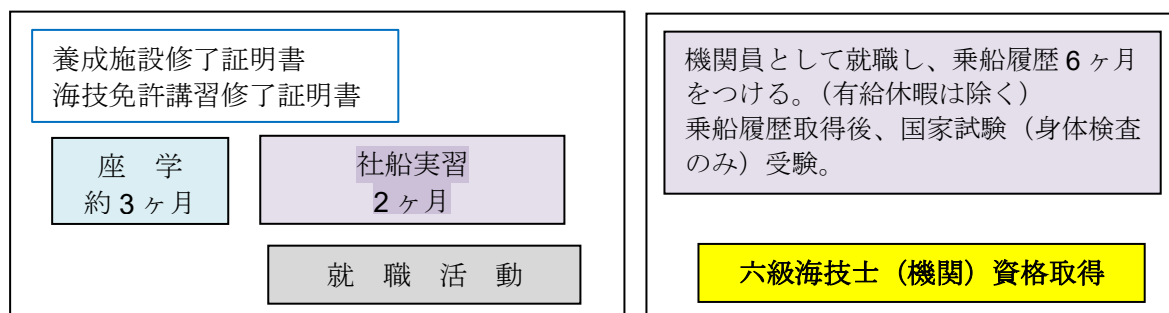 養成施設修了証明書
海技免許講習修了証明書
座 学
約3ヶ月
社船実習
2ヶ月
就 職 活 動
機関員として就職し、乗船履歴6ヶ月
をつける。（有給休暇は除く）
乗船履歴取得後、国家試験（身体検査
のみ）受験。
六級海技士（機関）資格取得